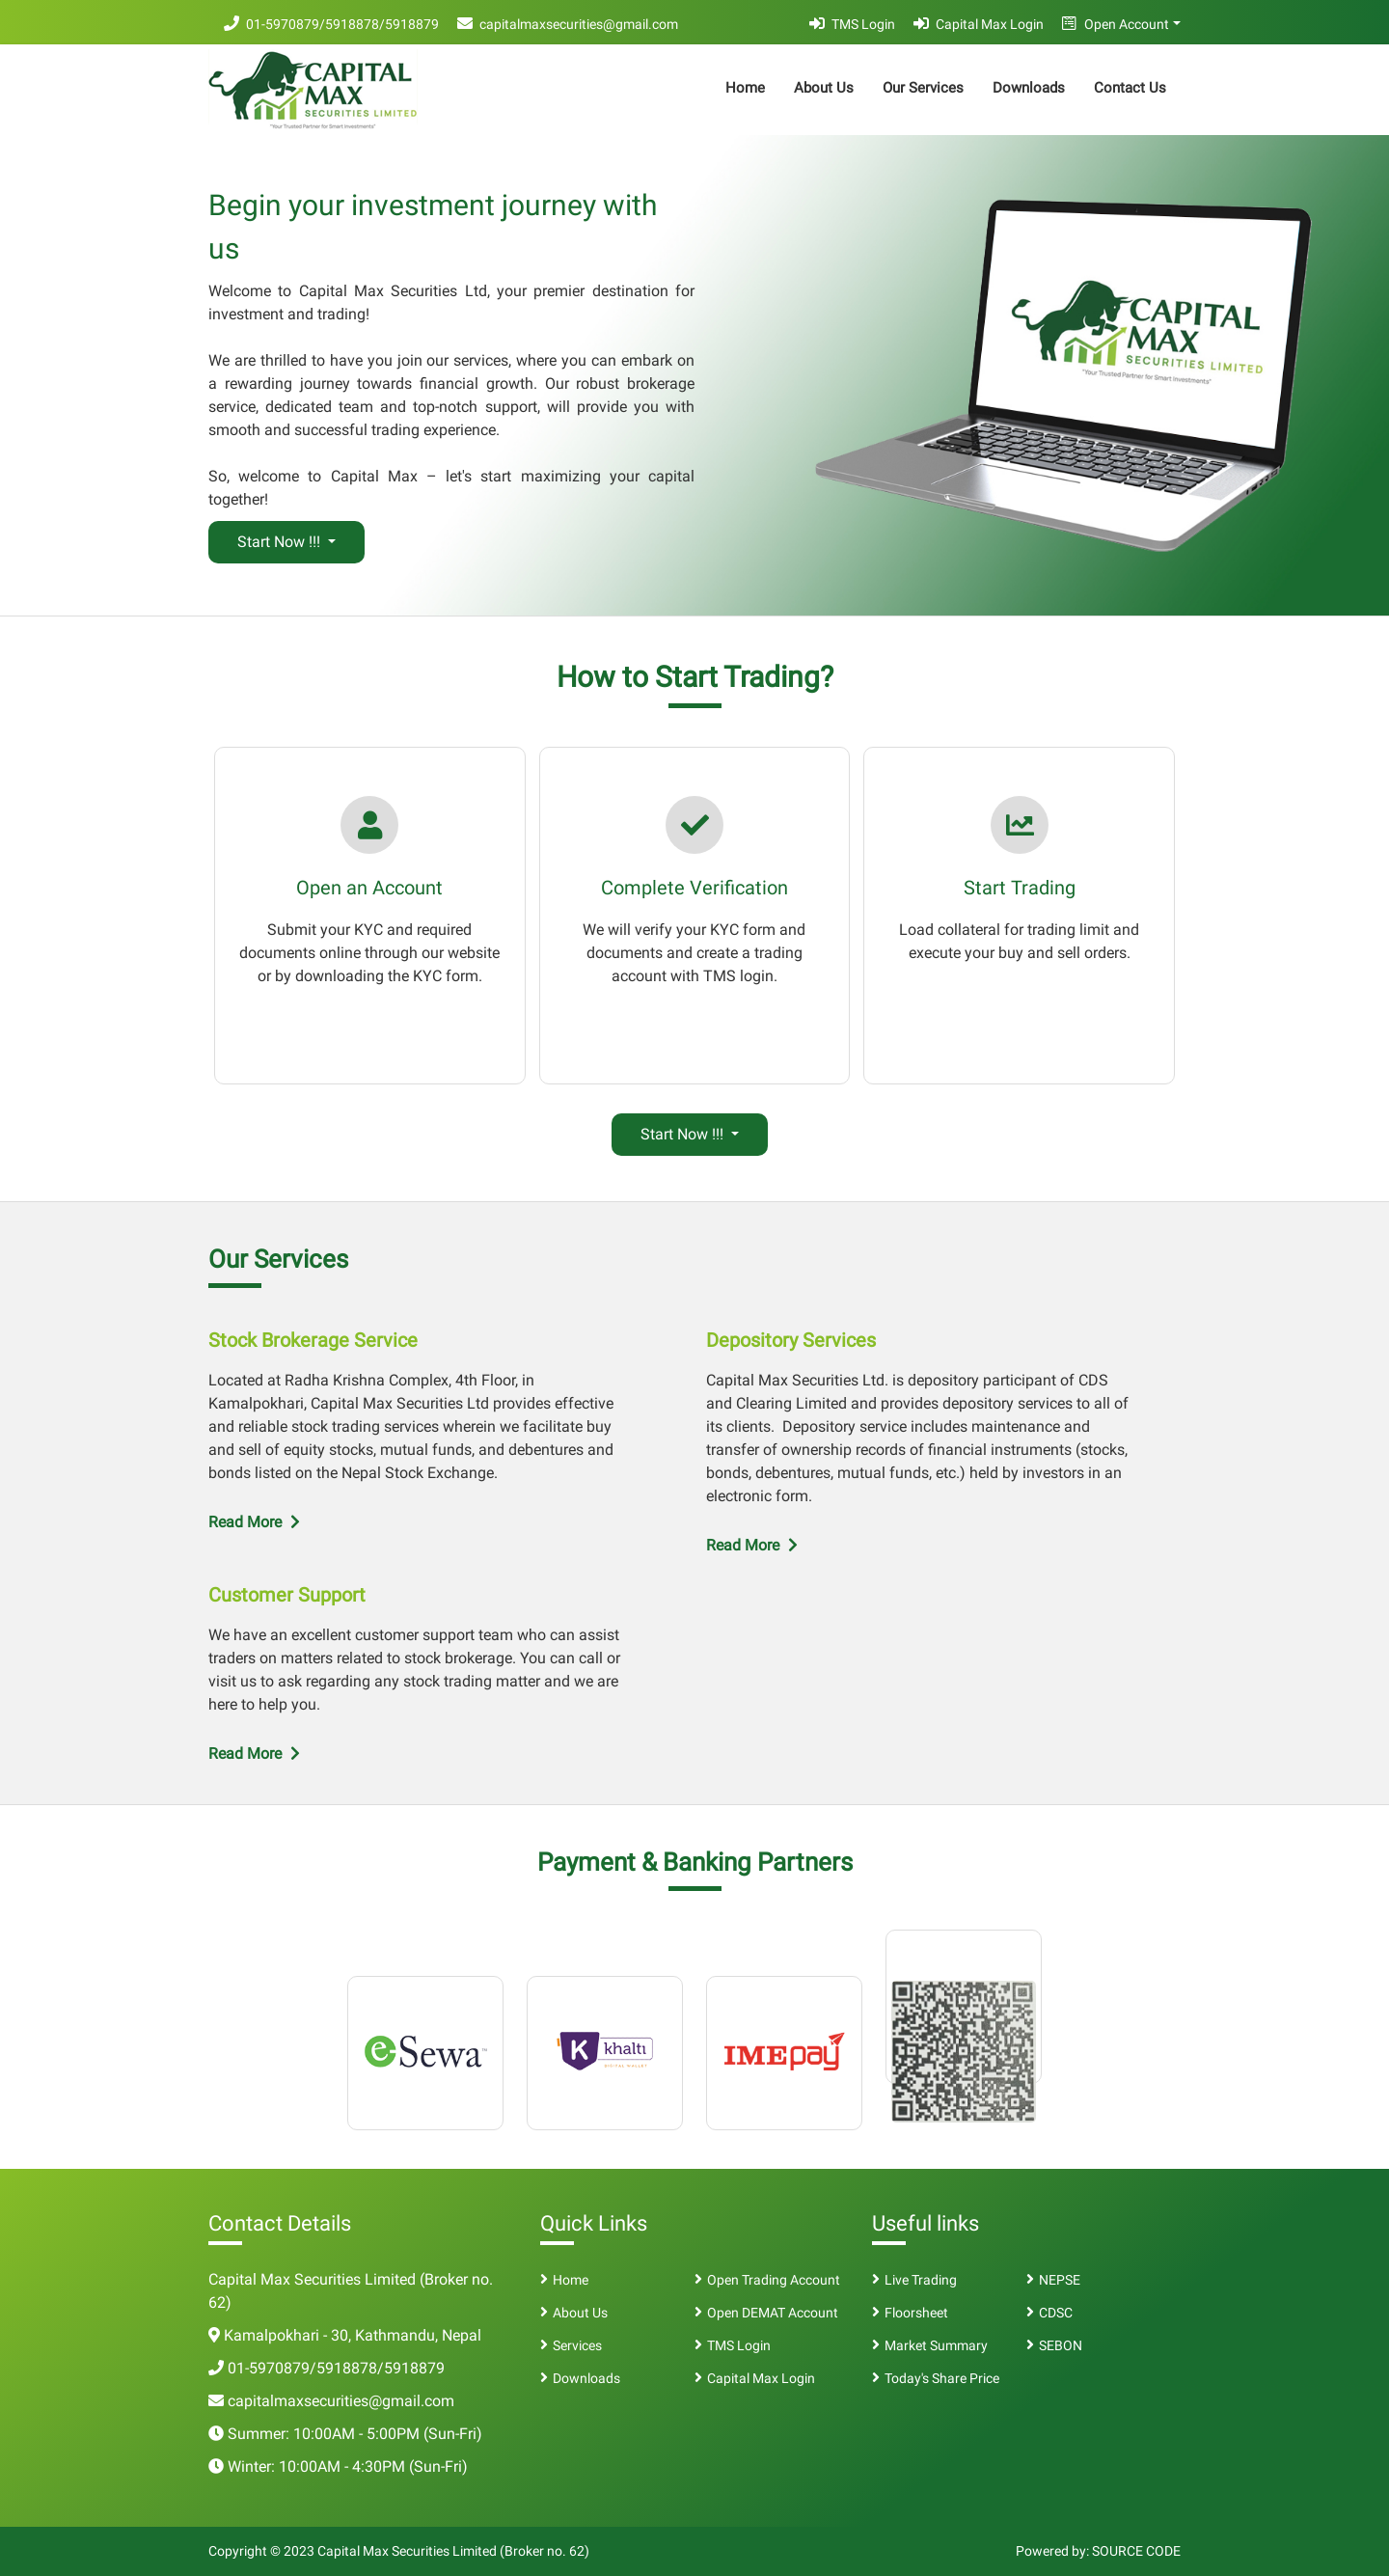 01-5970879/5918878/5918879 capitalmaxsecurities@gmail.com TMS Login Capital Max Login Open Account
CAPITAL
MAX
SECURITIES LIMITED
"Your Trusted Partner for Smart Investments"
Home About Us Our Services Downloads Contact Us
Begin your investment journey with
us
Welcome to Capital Max Securities Ltd, your premier destination for
investment and trading!
We are thrilled to have you join our services, where you can embark on
a rewarding journey towards financial growth. Our robust brokerage
service, dedicated team and top-notch support, will provide you with
smooth and successful trading experience.
So, welcome to Capital Max – let's start maximizing your capital
together!
Start Now !!!
CAPITAL
MAX
SECURITIES LIMITED
"Your Trusted Partner for Smart Investments"
How to Start Trading?
Open an Account
Submit your KYC and required
documents online through our website
or by downloading the KYC form.
Complete Verification
We will verify your KYC form and
documents and create a trading
account with TMS login.
Start Trading
Load collateral for trading limit and
execute your buy and sell orders.
Start Now !!!
Our Services
Stock Brokerage Service
Located at Radha Krishna Complex, 4th Floor, in
Kamalpokhari, Capital Max Securities Ltd provides effective
and reliable stock trading services wherein we facilitate buy
and sell of equity stocks, mutual funds, and debentures and
bonds listed on the Nepal Stock Exchange.
Read More
Depository Services
Capital Max Securities Ltd. is depository participant of CDS
and Clearing Limited and provides depository services to all of
its clients.  Depository service includes maintenance and
transfer of ownership records of financial instruments (stocks,
bonds, debentures, mutual funds, etc.) held by investors in an
electronic form.
Read More
Customer Support
We have an excellent customer support team who can assist
traders on matters related to stock brokerage. You can call or
visit us to ask regarding any stock trading matter and we are
here to help you.
Read More
Payment & Banking Partners
eSewa™
K khalti
DIGITAL WALLET
IMEpay
Contact Details
Capital Max Securities Limited (Broker no.
62)
Kamalpokhari - 30, Kathmandu, Nepal
01-5970879/5918878/5918879
capitalmaxsecurities@gmail.com
Summer: 10:00AM - 5:00PM (Sun-Fri)
Winter: 10:00AM - 4:30PM (Sun-Fri)
Quick Links
Home Open Trading Account
About Us Open DEMAT Account
Services TMS Login
Downloads Capital Max Login
Useful links
Live Trading NEPSE
Floorsheet CDSC
Market Summary SEBON
Today's Share Price
Copyright © 2023 Capital Max Securities Limited (Broker no. 62) Powered by: SOURCE CODE